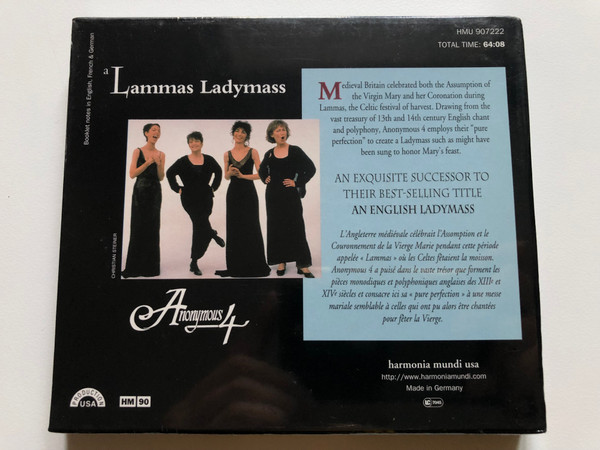 HMU 907222
TOTAL TIME: 64:08
Booklet notes in English, French & German
a Lammas Ladymass
Medieval Britain celebrated both the Assumption of
the Virgin Mary and her Coronation during
Lammas, the Celtic festival of harvest. Drawing from the
vast treasury of 13th and 14th century English chant
and polyphony, Anonymous 4 employs their "pure
perfection" to create a Ladymass such as might have
been sung to honor Mary's feast.
AN EXQUISITE SUCCESSOR TO
THEIR BEST-SELLING TITLE
AN ENGLISH LADYMASS
L'Angleterre médiévale célébrait l'Assomption et le
Couronnement de la Vierge Marie pendant cette période
appelée « Lammas » où les Celtes fêtaient la moisson.
Anonymous 4 a puisé dans le vaste trésor que forment les
pièces monodiques et polyphoniques anglaises des XIIIe et
XIVe siècles et consacre ici sa « pure perfection » à une messe
mariale semblable à celles qui ont pu alors être chantées
pour fêter la Vierge.
CHRISTIAN STEINER
Anonymous 4
harmonia mundi usa
http://www.harmoniamundi.com
Made in Germany
PRODUCTION
USA
HM 90
LC 7045